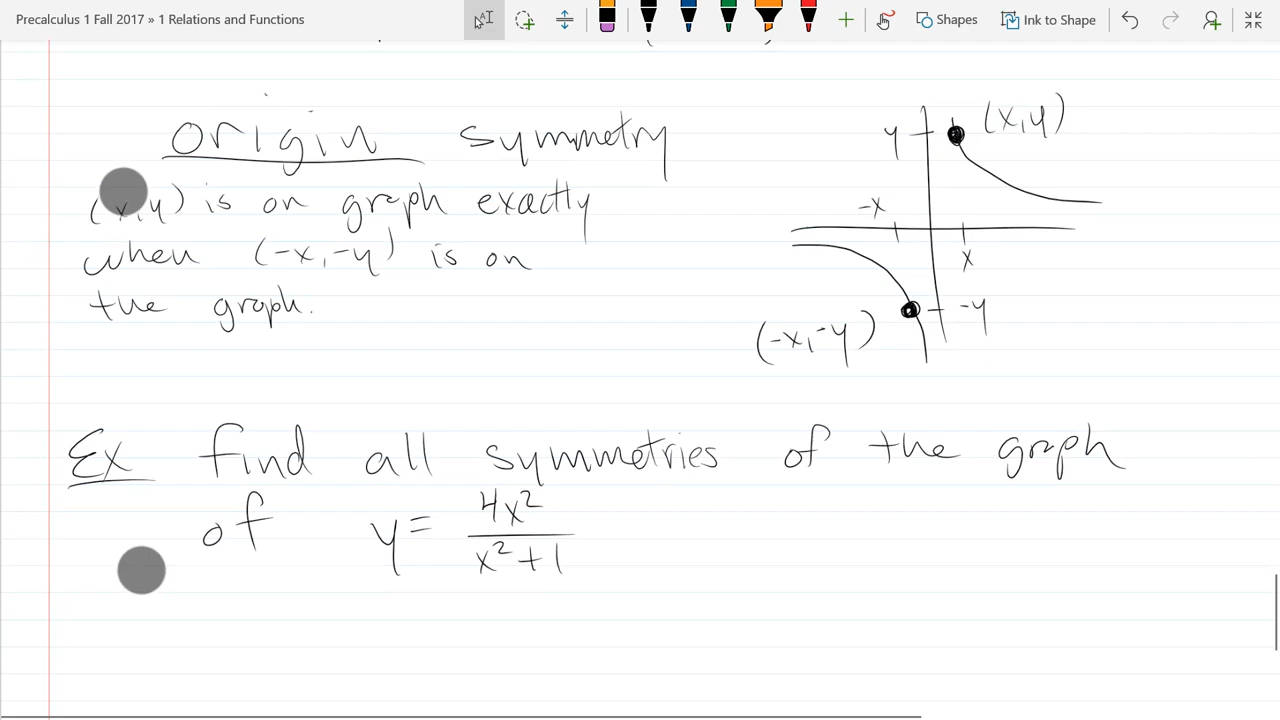 Precalculus 1 Fall 2017 » 1 Relations and Functions
Shapes
Ink to Shape
origin symmetry
(x,y) is on graph exactly
when (-x,-y) is on
the graph.
y
(x,y)
-x
x
-y
(-x,-y)
Ex find all symmetries of the graph
of y = 4x²/(x²+1)